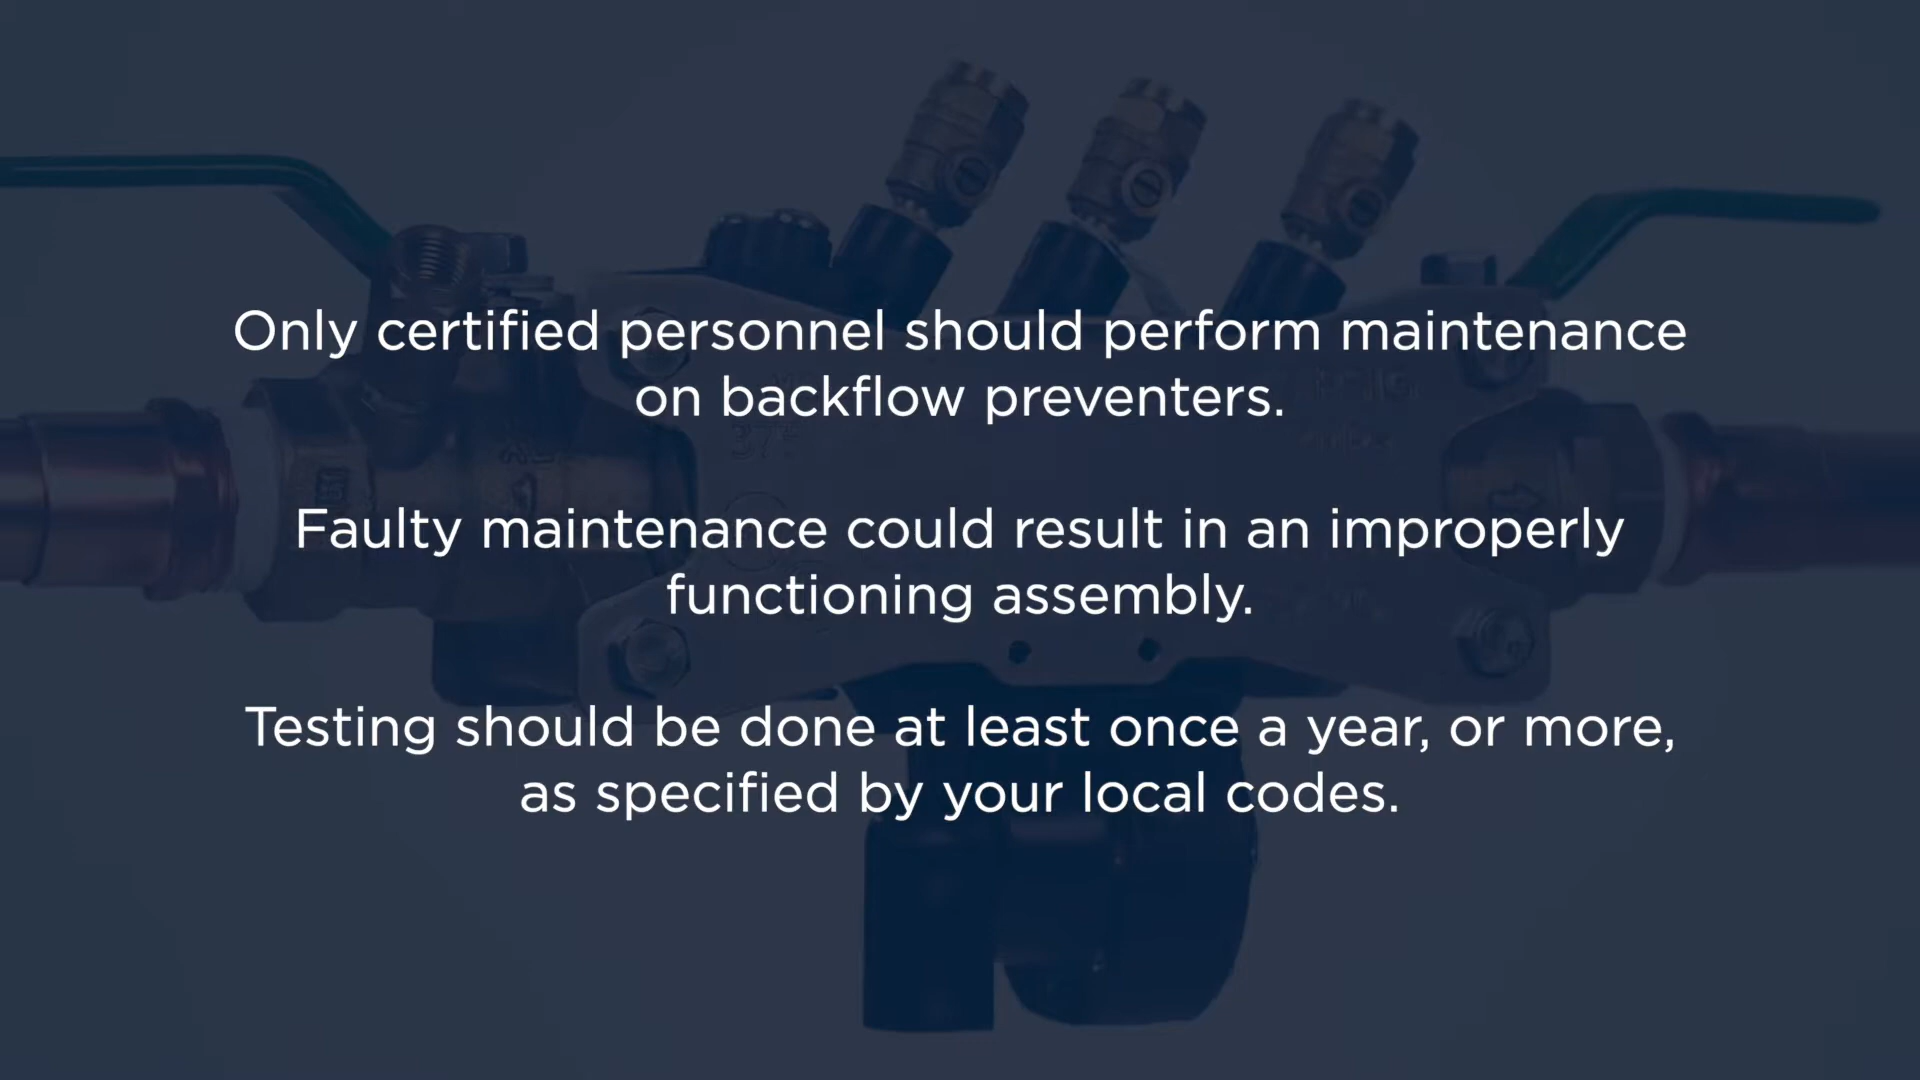 Only certified personnel should perform maintenance
on backflow preventers.
Faulty maintenance could result in an improperly
functioning assembly.
Testing should be done at least once a year, or more,
as specified by your local codes.